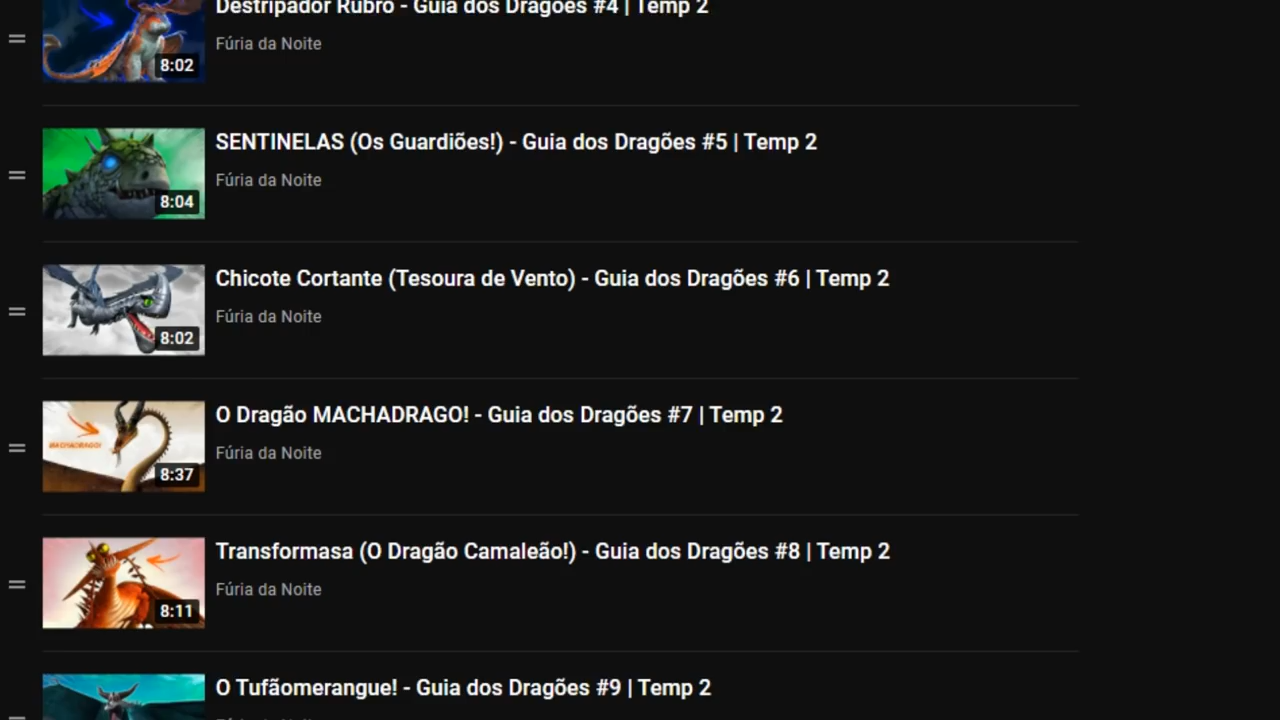 Destripador Rubro - Guia dos Dragões #4 | Temp 2
Fúria da Noite
8:02
SENTINELAS (Os Guardiões!) - Guia dos Dragões #5 | Temp 2
Fúria da Noite
8:04
Chicote Cortante (Tesoura de Vento) - Guia dos Dragões #6 | Temp 2
Fúria da Noite
8:02
O Dragão MACHADRAGO! - Guia dos Dragões #7 | Temp 2
Fúria da Noite
MACHADRAGO!
8:37
Transformasa (O Dragão Camaleão!) - Guia dos Dragões #8 | Temp 2
Fúria da Noite
8:11
O Tufãomerangue! - Guia dos Dragões #9 | Temp 2